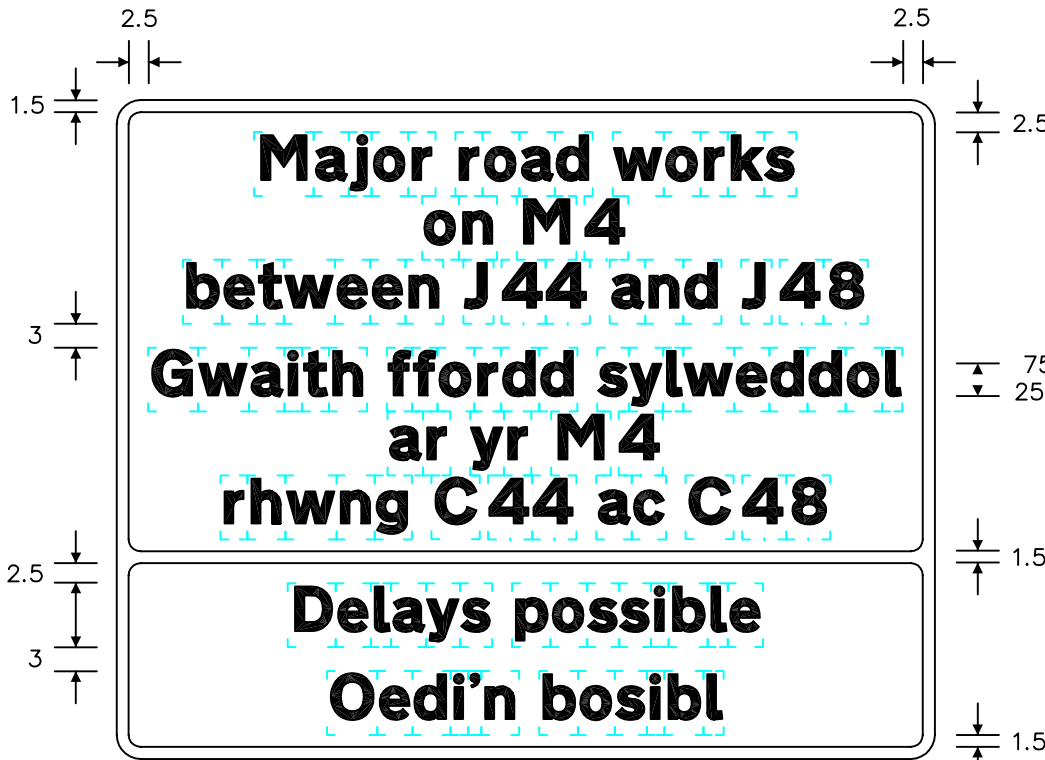 2.5 2.5
1.5 2.5
Major road works
on M4
between J44 and J48
3
Gwaith ffordd sylweddol
75
25
ar yr M4
rhwng C44 ac C48
1.5
2.5
Delays possible
3
Oedi'n bosibl
1.5